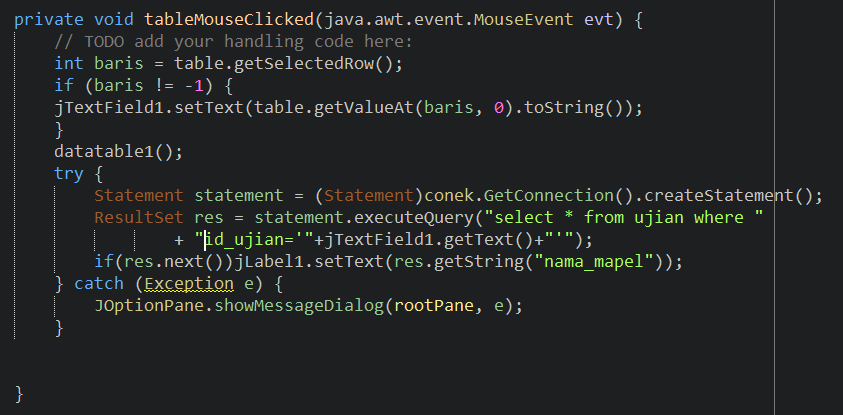 private void tableMouseClicked(java.awt.event.MouseEvent evt) {
// TODO add your handling code here:
int baris = table.getSelectedRow();
if (baris != -1) {
jTextField1.setText(table.getValueAt(baris, 0).toString());
}
datatable1();
try {
Statement statement = (Statement)conek.GetConnection().createStatement();
ResultSet res = statement.executeQuery("select * from ujian where "
+ "id_ujian='"+jTextField1.getText()+"'");
if(res.next())jLabel1.setText(res.getString("nama_mapel"));
} catch (Exception e) {
JOptionPane.showMessageDialog(rootPane, e);
}
}